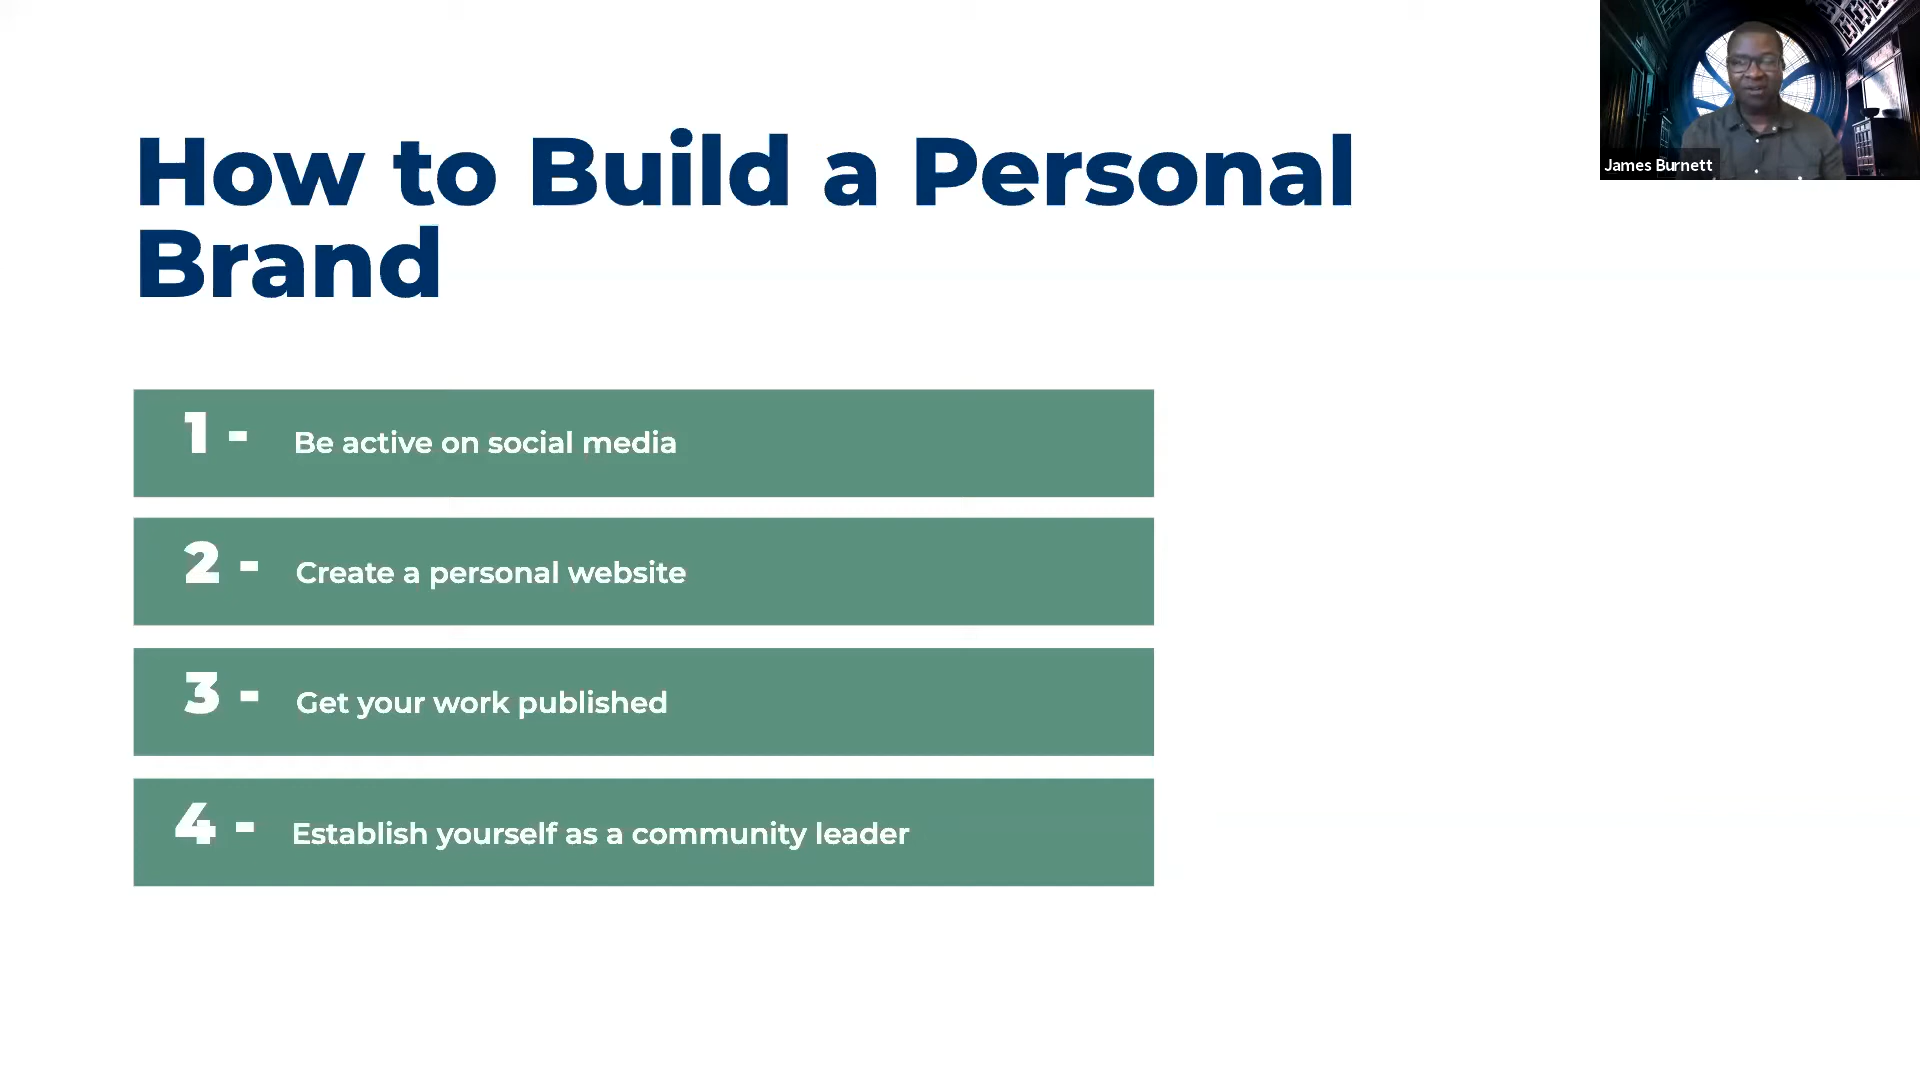 How to Build a Personal
Brand
1 - Be active on social media
2 - Create a personal website
3 - Get your work published
4 - Establish yourself as a community leader
James Burnett